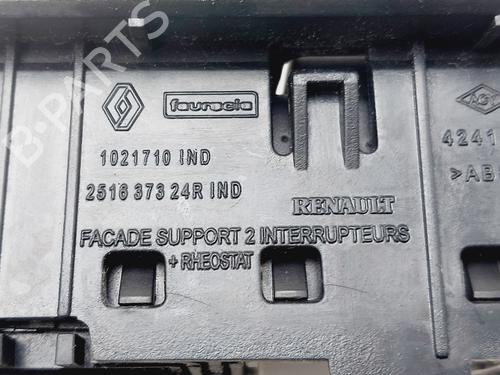 B-PARTS
faurecia
1021710 IND
4241
2516 373 24R IND
>AB
RENAULT
FACADE SUPPORT 2 INTERRUPTEURS
+ RHEOSTAT